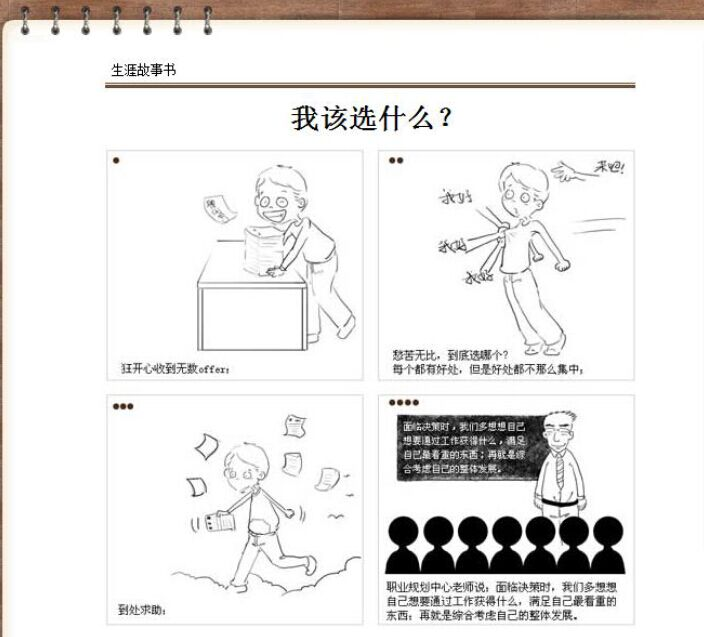 生涯故事书
我该选什么？
狂开心收到无数offer;
来吧!
我好
我好
我好
愁苦无比，到底选哪个?
每个都有好处，但是好处都不那么集中;
到处求助;
面临决策时，我们多想想自己
想要通过工作获得什么，满足
自己最看重的东西；再就是综
合考虑自己的整体发展。
职业规划中心老师说：面临决策时，我们多想想
自己想要通过工作获得什么，满足自己最看重的
东西；再就是综合考虑自己的整体发展。